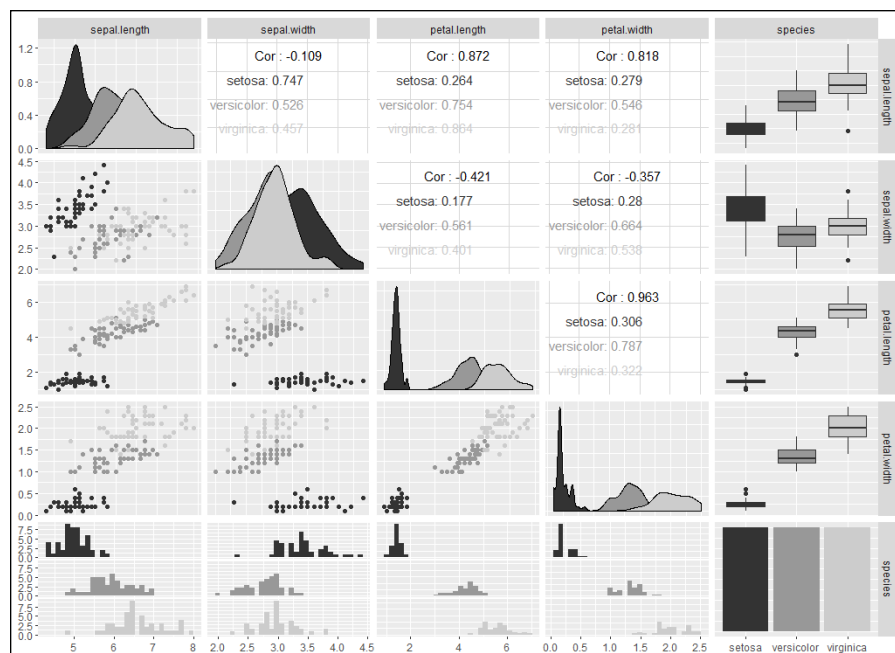 sepal.length sepal.width petal.length petal.width species
1.2
0.8
0.4
0.0
Cor : -0.109
setosa: 0.747
versicolor: 0.526
virginica: 0.457
Cor : 0.872
setosa: 0.264
versicolor: 0.754
virginica: 0.864
Cor : 0.818
setosa: 0.279
versicolor: 0.546
virginica: 0.281
sepal.length
4.5
4.0
3.5
3.0
2.5
2.0
Cor : -0.421
setosa: 0.177
versicolor: 0.561
virginica: 0.401
Cor : -0.357
setosa: 0.28
versicolor: 0.664
virginica: 0.538
sepal.width
6
4
2
Cor : 0.963
setosa: 0.306
versicolor: 0.787
virginica: 0.322
petal.length
2.5
2.0
1.5
1.0
0.5
0.0
petal.width
7.5
5.0
2.5
0.0
7.5
5.0
2.5
0.0
7.5
5.0
2.5
0.0
species
5 6 7 8
2.0 2.5 3.0 3.5 4.0 4.5
2 4 6
0.0 0.5 1.0 1.5 2.0 2.5
setosa versicolor virginica